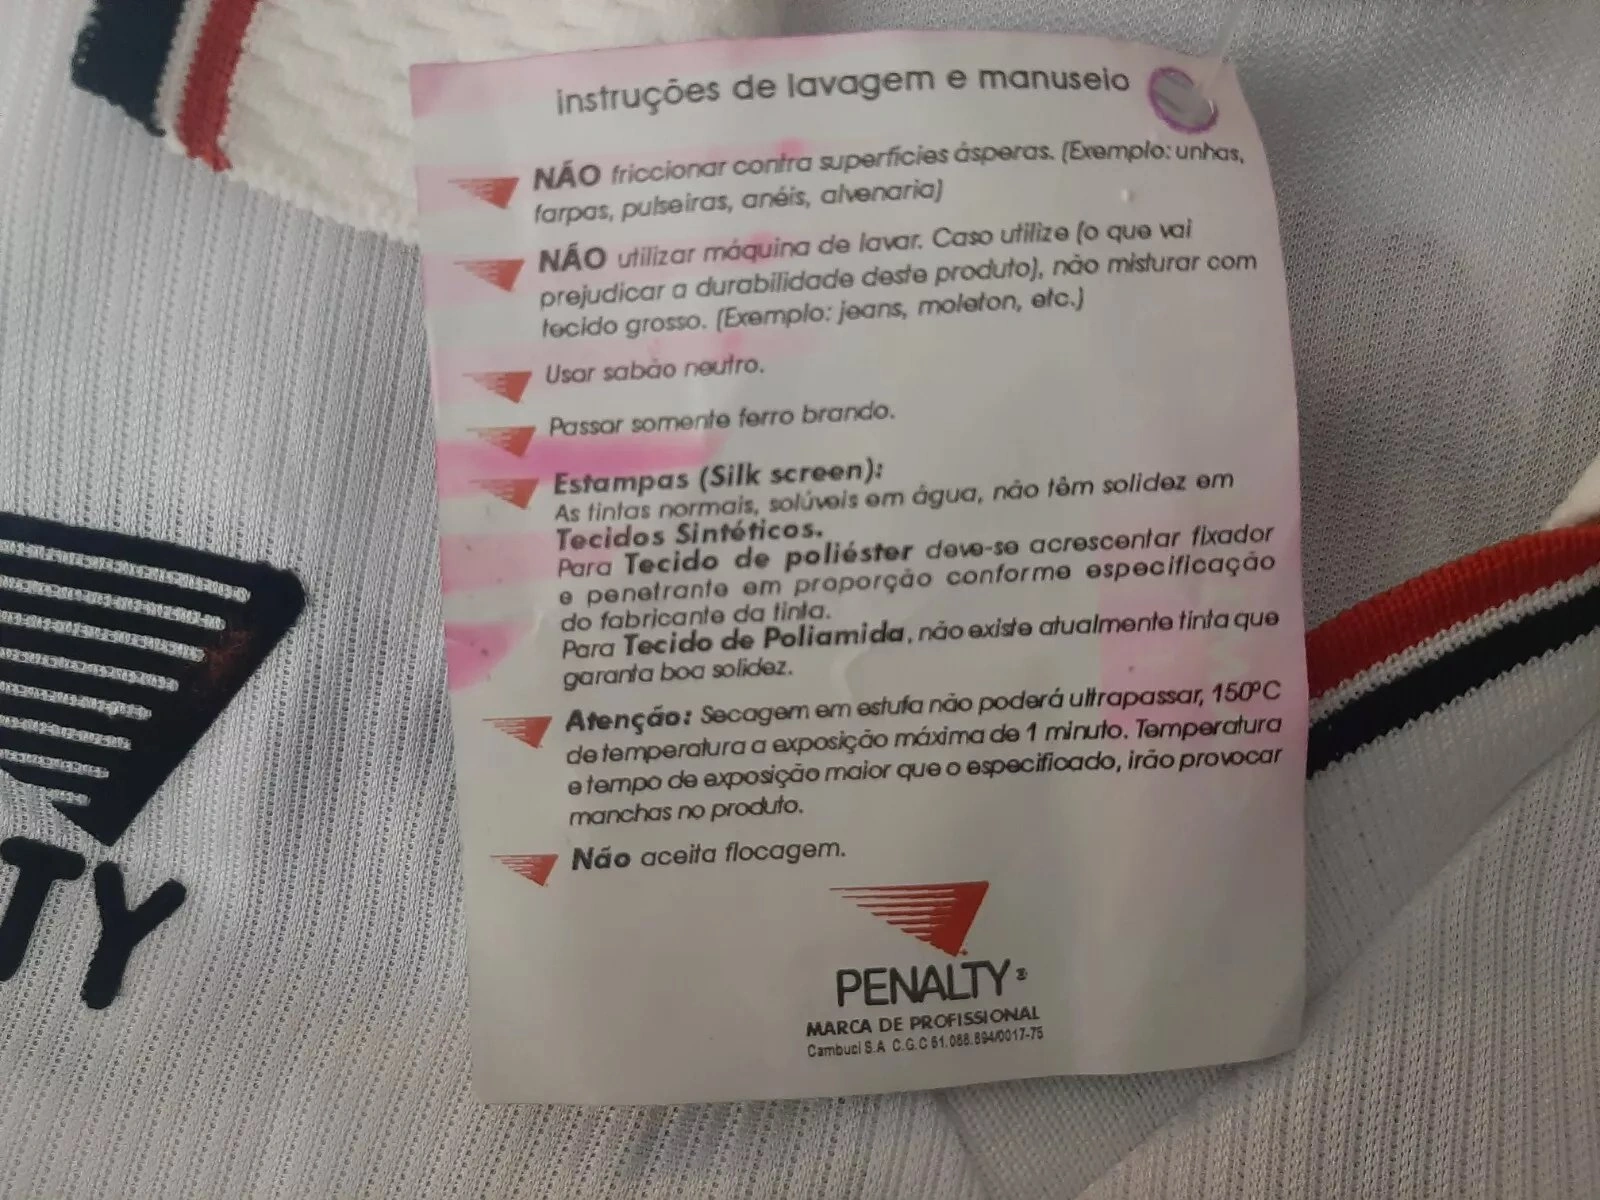 instruções de lavagem e manuseio
NÃO friccionar contra superfícies ásperas. (Exemplo: unhas,
farpas, pulseiras, anéis, alvenaria)
NÃO utilizar máquina de lavar. Caso utilize (o que vai
prejudicar a durabilidade deste produto), não misturar com
tecido grosso. (Exemplo: jeans, moleton, etc.)
Usar sabão neutro.
Passar somente ferro brando.
Estampas (Silk screen):
As tintas normais, solúveis em água, não têm solidez em
Tecidos Sintéticos.
Para Tecido de poliéster deve-se acrescentar fixador
e penetrante em proporção conforme especificação
do fabricante da tinta.
Para Tecido de Poliamida, não existe atualmente tinta que
garanta boa solidez.
Atenção: Secagem em estufa não poderá ultrapassar, 150ºC
de temperatura a exposição máxima de 1 minuto. Temperatura
e tempo de exposição maior que o especificado, irão provocar
manchas no produto.
Não aceita flocagem.
PENALTY®
MARCA DE PROFISSIONAL
Cambuci S.A C.G.C 61.088.894/0017-75
TY